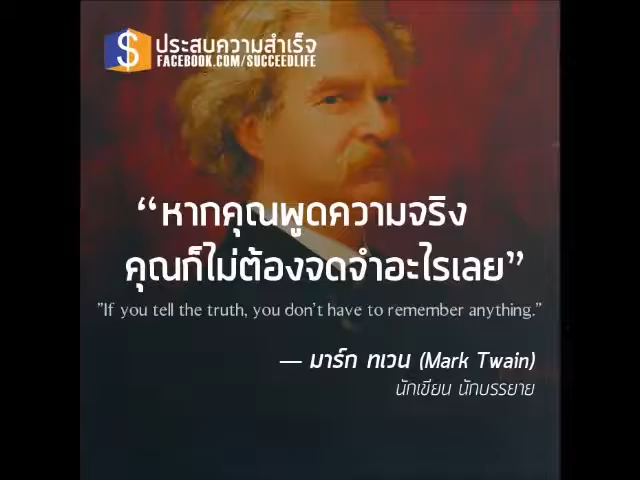 ประสบความสำเร็จ
FACEBOOK.COM/SUCCEEDLIFE
“หากคุณพูดความจริง
คุณก็ไม่ต้องจดจำอะไรเลย”
"If you tell the truth, you don't have to remember anything."
— มาร์ก ทเวน (Mark Twain)
นักเขียน นักบรรยาย